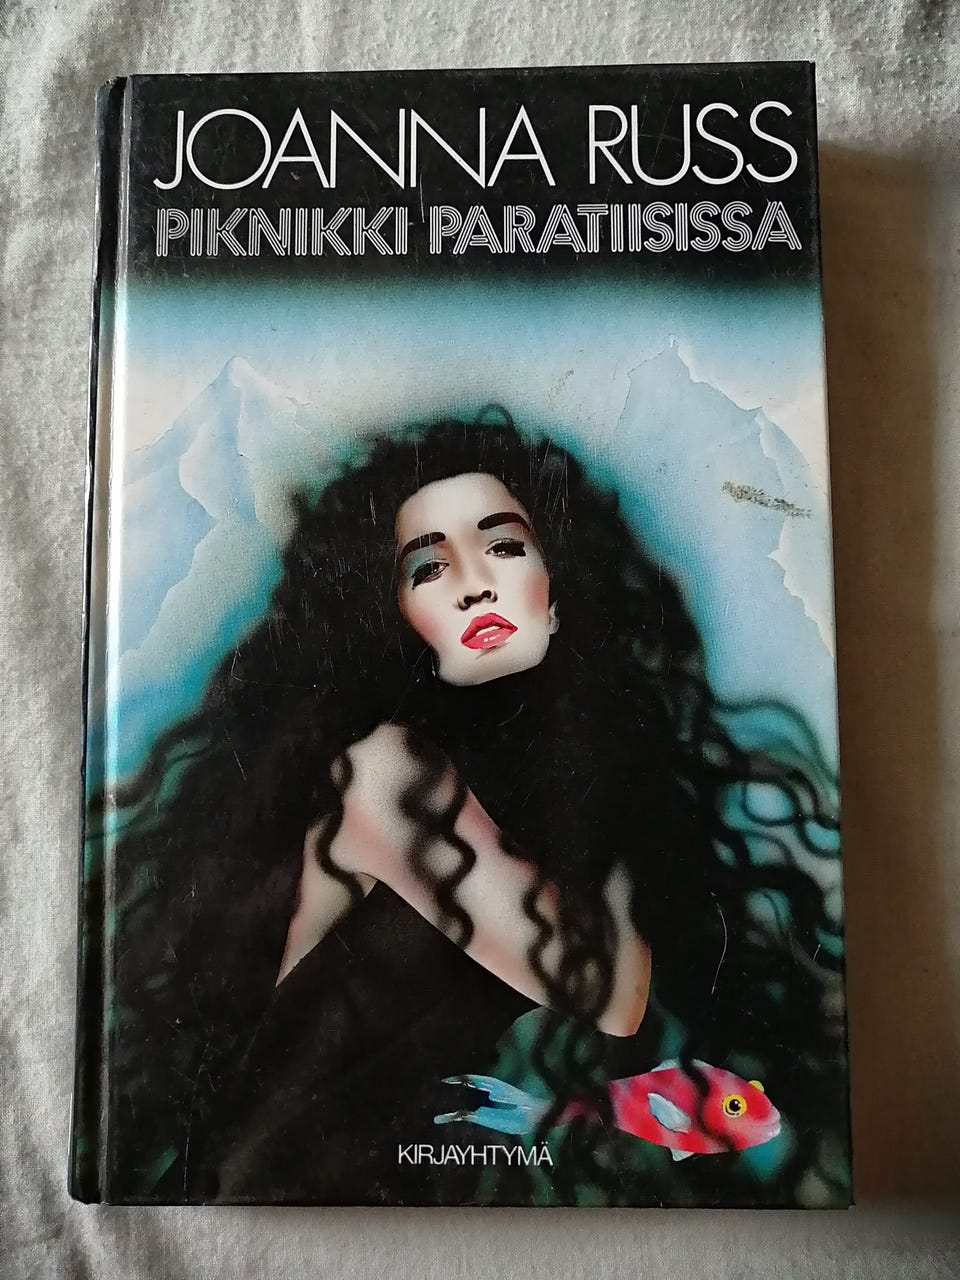 JOANNA RUSS
PIKNIKKI PARATIISISSA
KIRJAYHTYMÄ